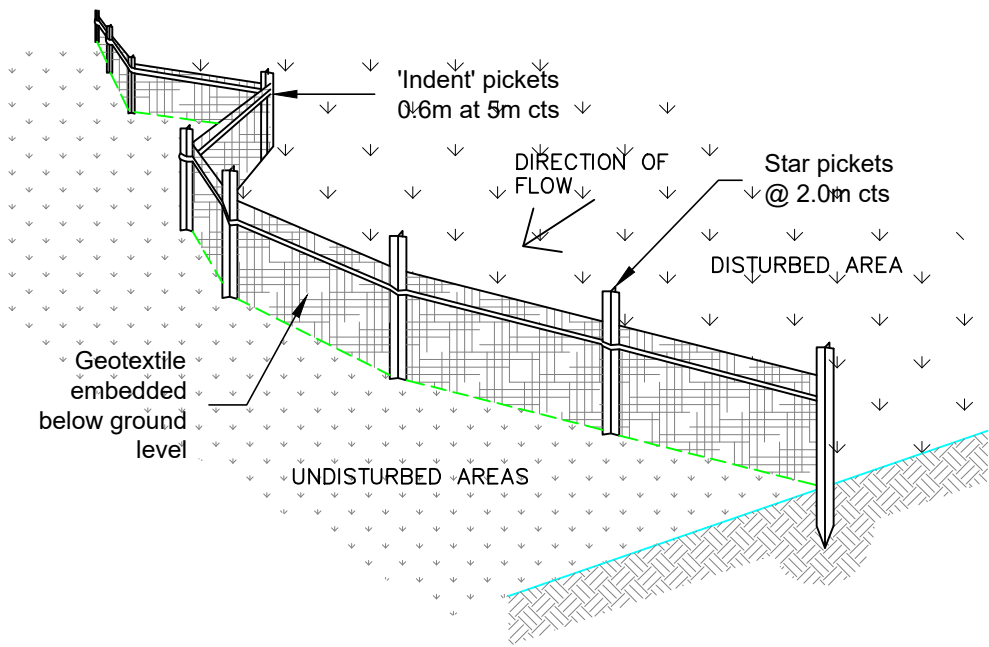 'Indent' pickets
0.6m at 5m cts
DIRECTION OF
FLOW
Star pickets
@ 2.0m cts
DISTURBED AREA
Geotextile
embedded
below ground
level
UNDISTURBED AREAS